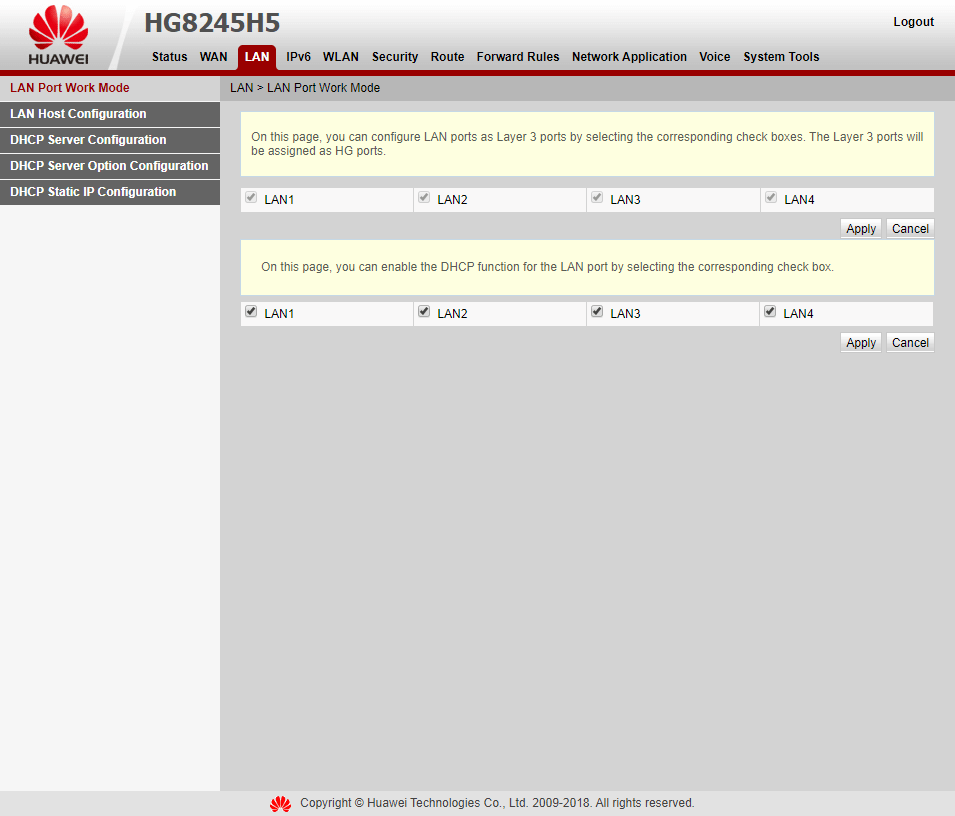 HG8245H5
Logout
HUAWEI
Status WAN LAN IPv6 WLAN Security Route Forward Rules Network Application Voice System Tools
LAN Port Work Mode
LAN > LAN Port Work Mode
LAN Host Configuration
DHCP Server Configuration
DHCP Server Option Configuration
DHCP Static IP Configuration
On this page, you can configure LAN ports as Layer 3 ports by selecting the corresponding check boxes. The Layer 3 ports will
be assigned as HG ports.
LAN1 LAN2 LAN3 LAN4
Apply Cancel
On this page, you can enable the DHCP function for the LAN port by selecting the corresponding check box.
LAN1 LAN2 LAN3 LAN4
Apply Cancel
Copyright © Huawei Technologies Co., Ltd. 2009-2018. All rights reserved.